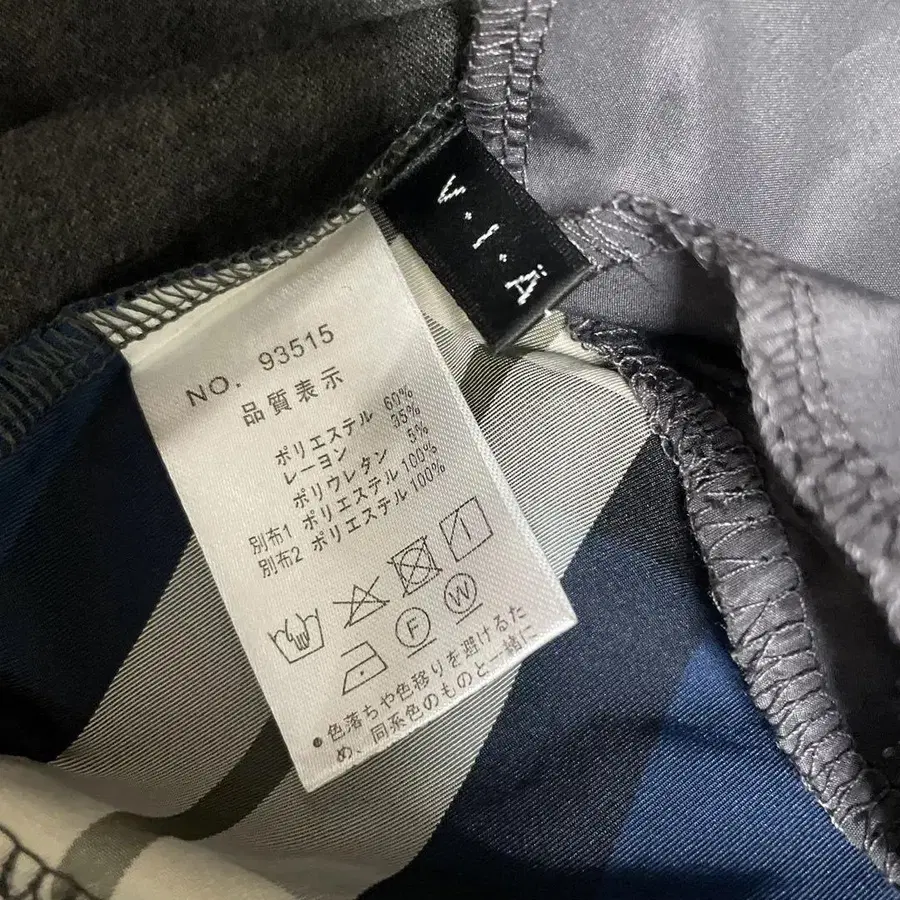 V·I·Ä
NO. 93515
品質表示
ポリエステル 60%
レーヨン 35%
ポリウレタン 5%
別布1 ポリエステル 100%
別布2 ポリエステル 100%
F W
●色落ちや色移りを避けるた
め、同系色のものと一緒に